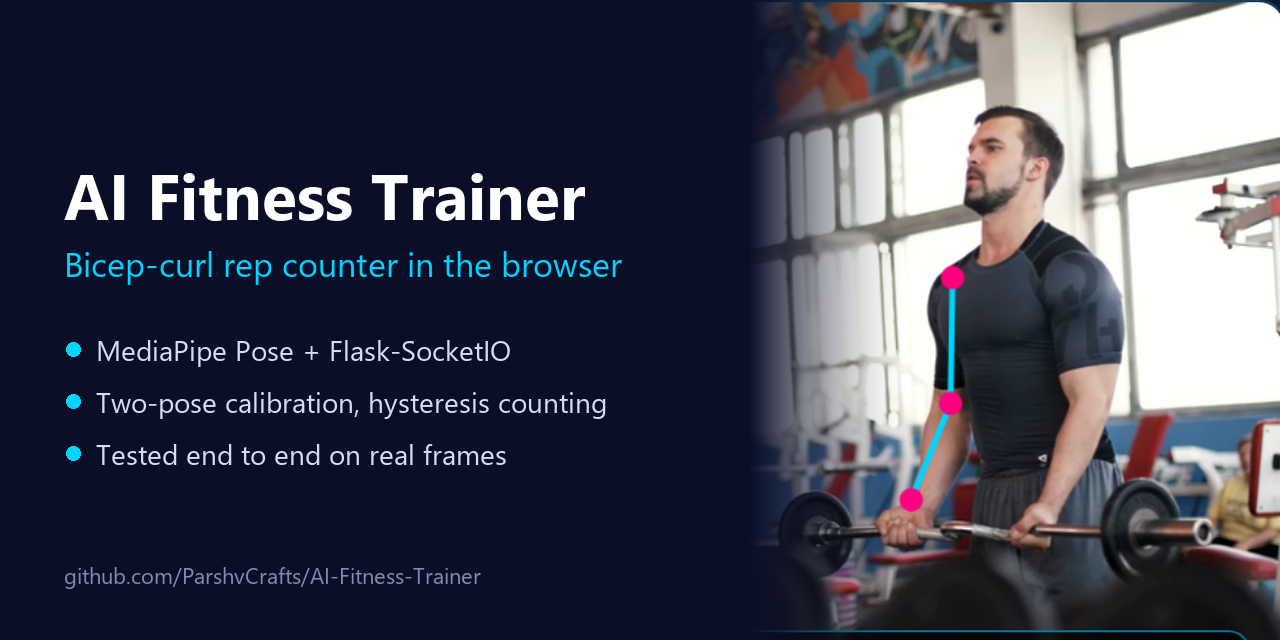 AI Fitness Trainer
Bicep-curl rep counter in the browser
MediaPipe Pose + Flask-SocketIO
Two-pose calibration, hysteresis counting
Tested end to end on real frames
github.com/ParshvCrafts/AI-Fitness-Trainer